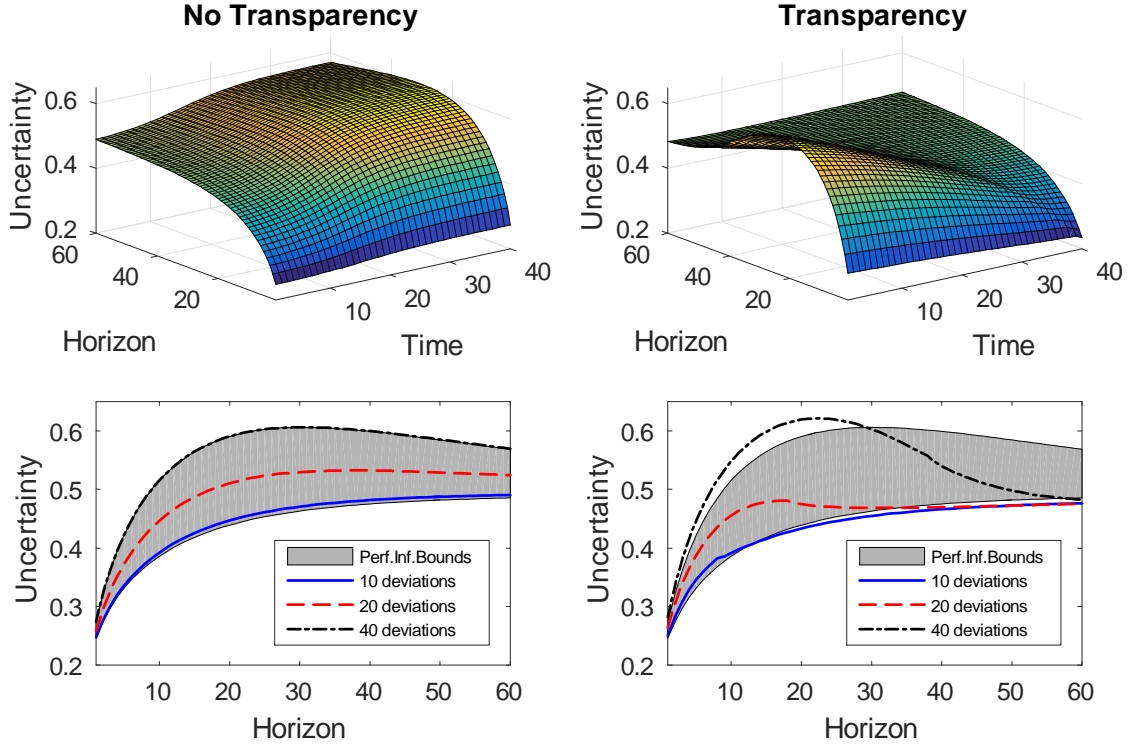 No Transparency
Transparency
Uncertainty
0.6
0.4
0.2
60
40
20
Horizon
10
20
30
40
Time
Uncertainty
0.6
0.4
0.2
60
40
20
Horizon
10
20
30
40
Time
Uncertainty
0.6
0.5
0.4
0.3
0.2
Perf.Inf.Bounds
10 deviations
20 deviations
40 deviations
10
20
30
40
50
60
Horizon
Uncertainty
0.6
0.5
0.4
0.3
0.2
Perf.Inf.Bounds
10 deviations
20 deviations
40 deviations
10
20
30
40
50
60
Horizon